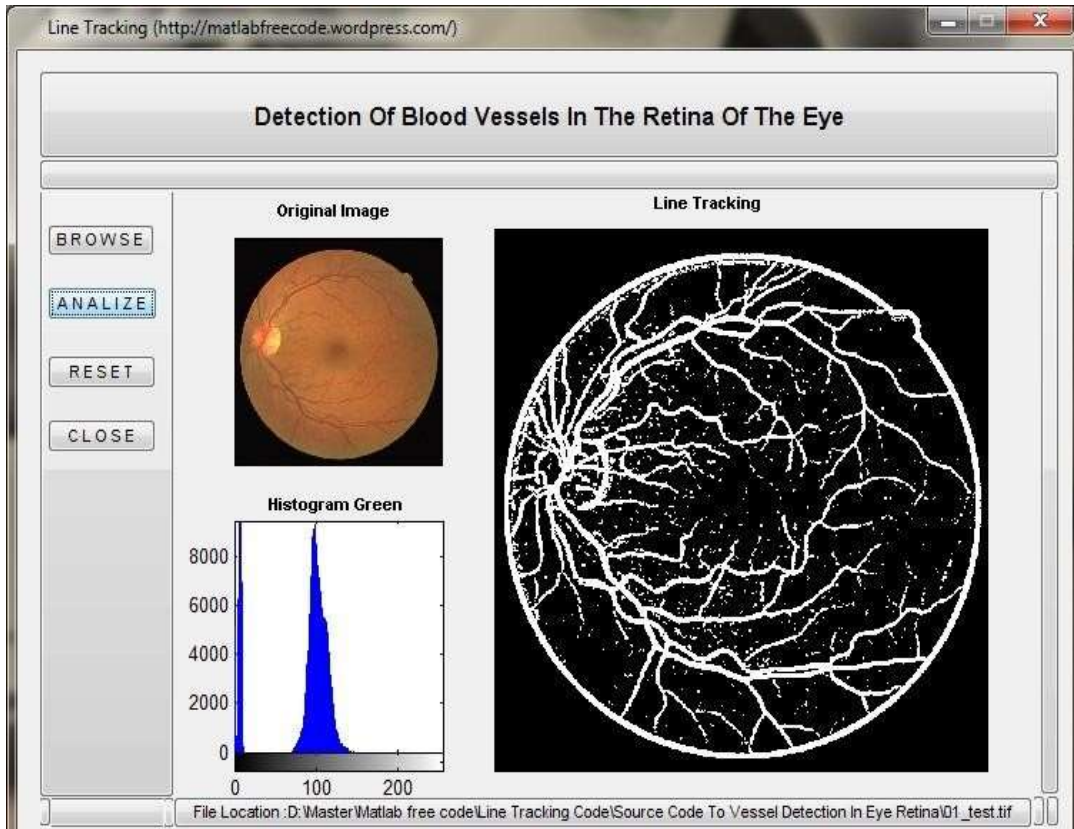 Line Tracking (http://matlabfreecode.wordpress.com/)
Detection Of Blood Vessels In The Retina Of The Eye
BROWSE
ANALIZE
RESET
CLOSE
Original Image
Line Tracking
Histogram Green
8000
6000
4000
2000
0
0 100 200
File Location :D:\Master\Matlab free code\Line Tracking Code\Source Code To Vessel Detection In Eye Retina\01_test.tif